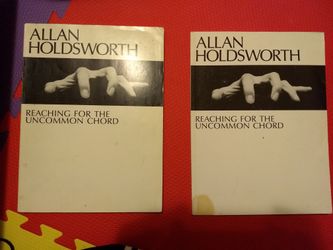 ALLAN
HOLDSWORTH
REACHING FOR THE
UNCOMMON CHORD
ALLAN
HOLDSWORTH
REACHING FOR THE
UNCOMMON CHORD